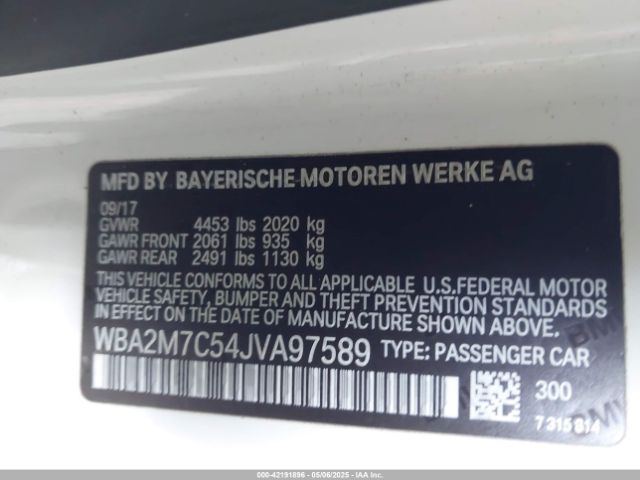 MFD BY BAYERISCHE MOTOREN WERKE AG
09/17
GVWR 4453 lbs 2020 kg
GAWR FRONT 2061 lbs 935 kg
GAWR REAR 2491 lbs 1130 kg
THIS VEHICLE CONFORMS TO ALL APPLICABLE U.S.FEDERAL MOTOR
VEHICLE SAFETY, BUMPER AND THEFT PREVENTION STANDARDS
IN EFFECT ON THE DATE OF MANUFACTURE SHOWN ABOVE.
WBA2M7C54JVA97589 TYPE: PASSENGER CAR
300
7 315 814
000-42191896 - 05/06/2025 - IAAI Inc.